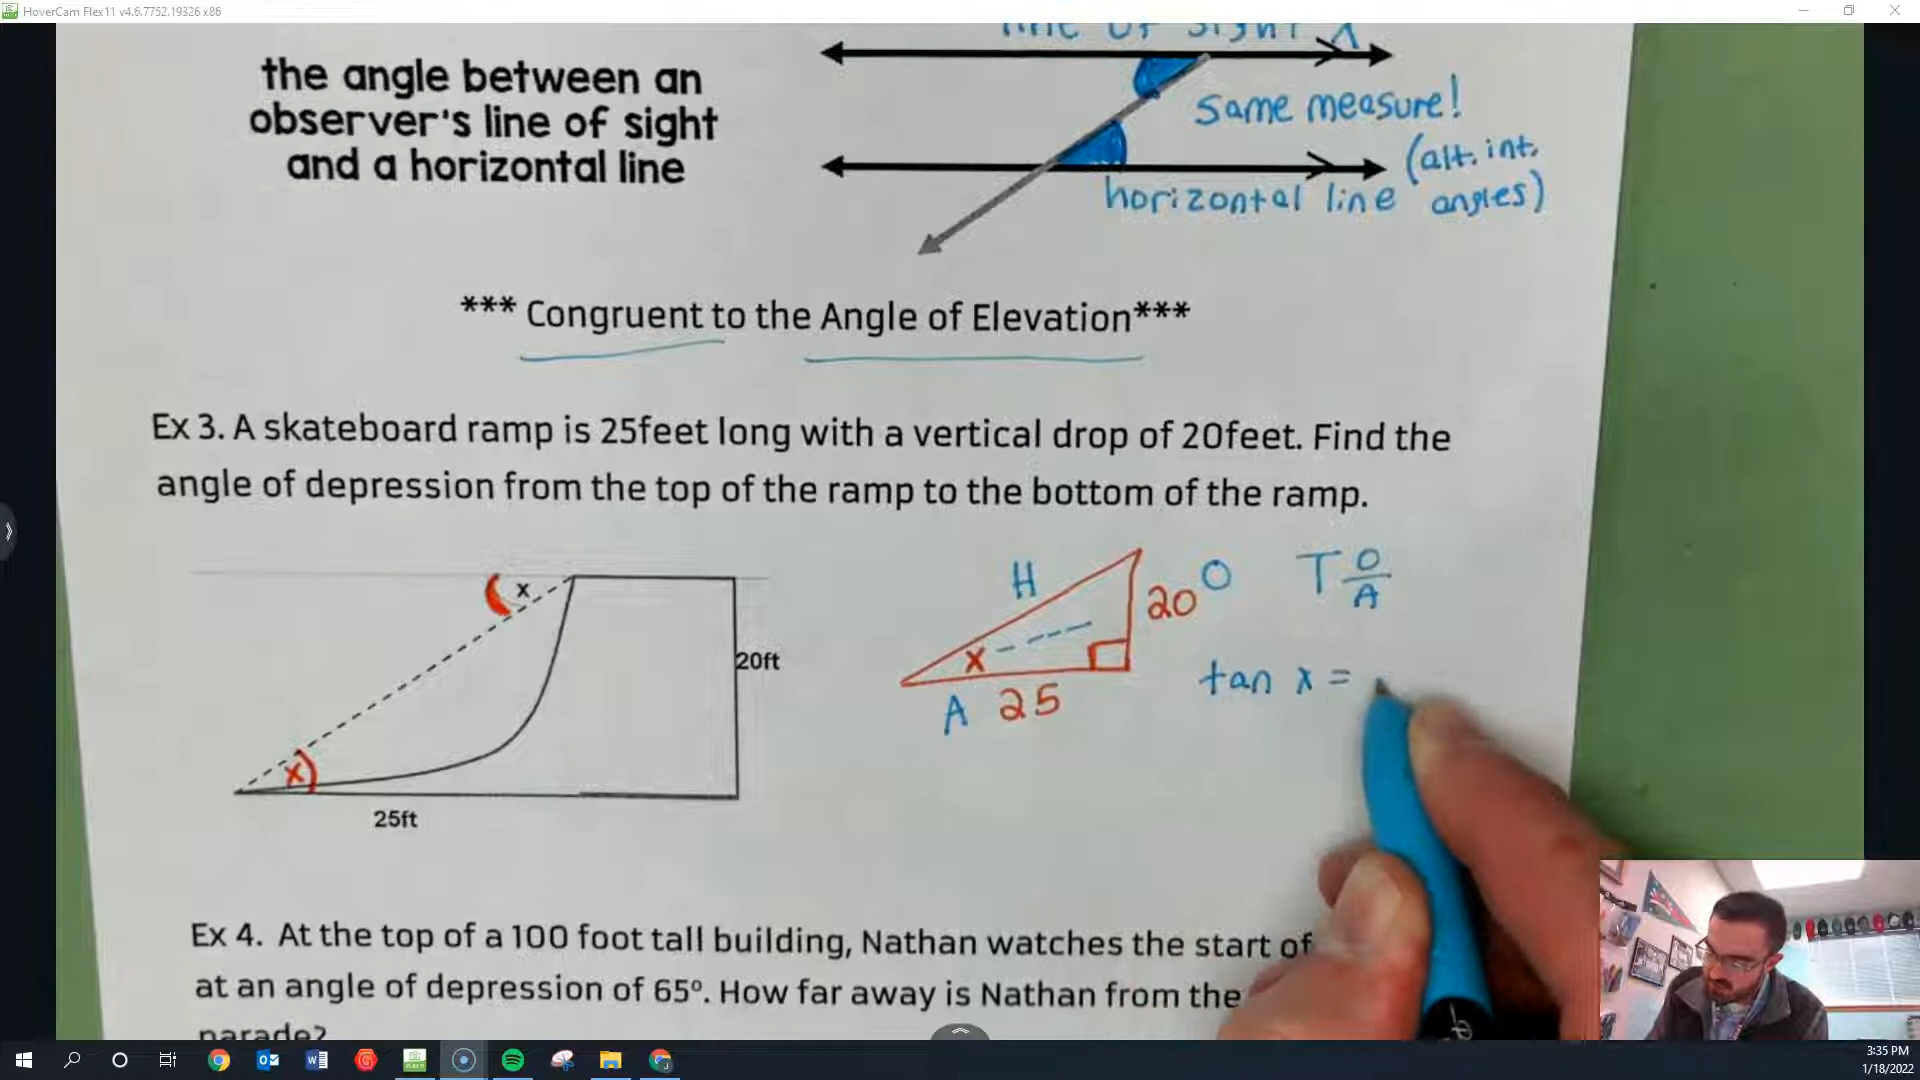 HoverCam Flex11 v4.6.7752.19326 x86
line of sight
the angle between an
observer's line of sight
and a horizontal line
same measure!
(alt. int.
angles)
horizontal line
*** Congruent to the Angle of Elevation***
Ex 3. A skateboard ramp is 25feet long with a vertical drop of 20feet. Find the
angle of depression from the top of the ramp to the bottom of the ramp.
x
20ft
x
25ft
H
20 O
x
A 25
T O/A
tan x =
Ex 4. At the top of a 100 foot tall building, Nathan watches the start of
at an angle of depression of 65º. How far away is Nathan from the
parade?
3:35 PM
1/18/2022